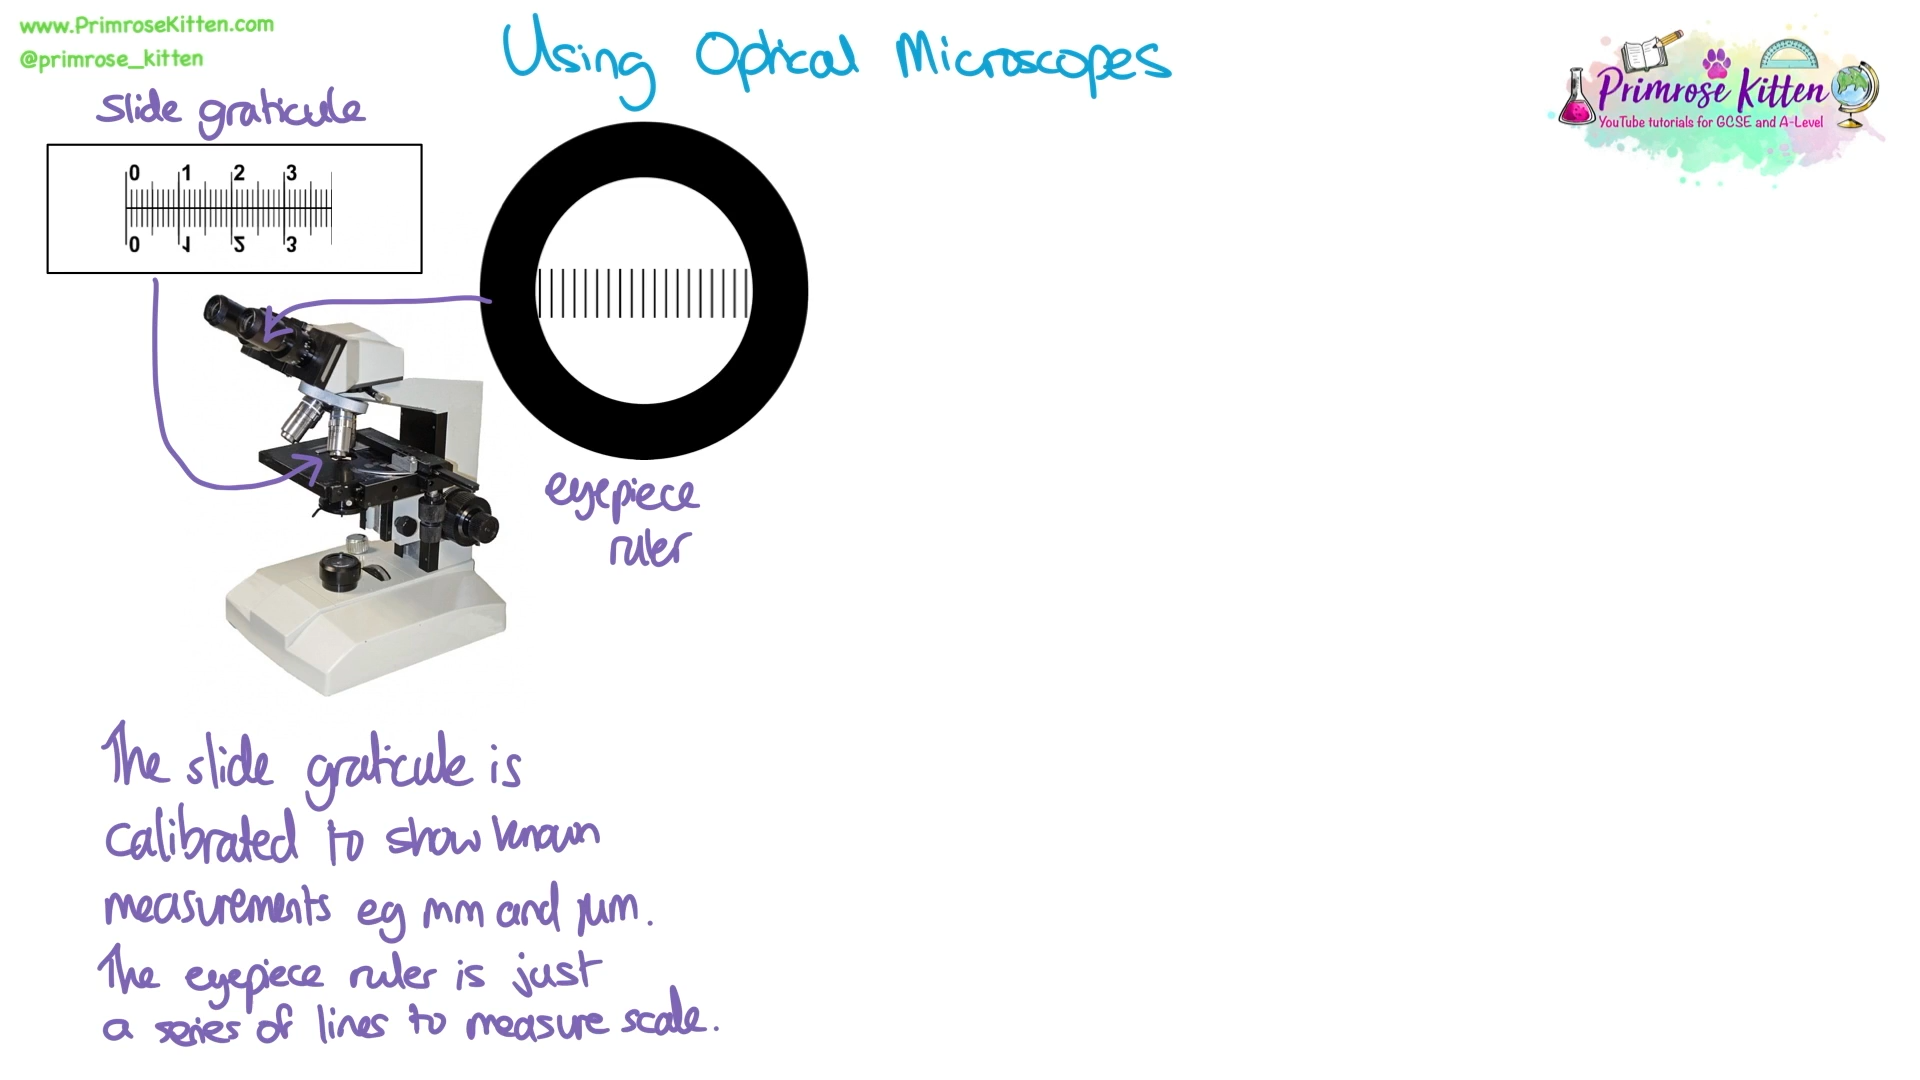 www.PrimroseKitten.com
@primrose_kitten
Using Optical Microscopes
Primrose Kitten
YouTube tutorials for GCSE and A-Level
Slide graticule
0 1 2 3
0 1 2 3
eyepiece
ruler
The slide graticule is
calibrated to show known
measurements eg mm and µm.
The eyepiece ruler is just
a series of lines to measure scale.